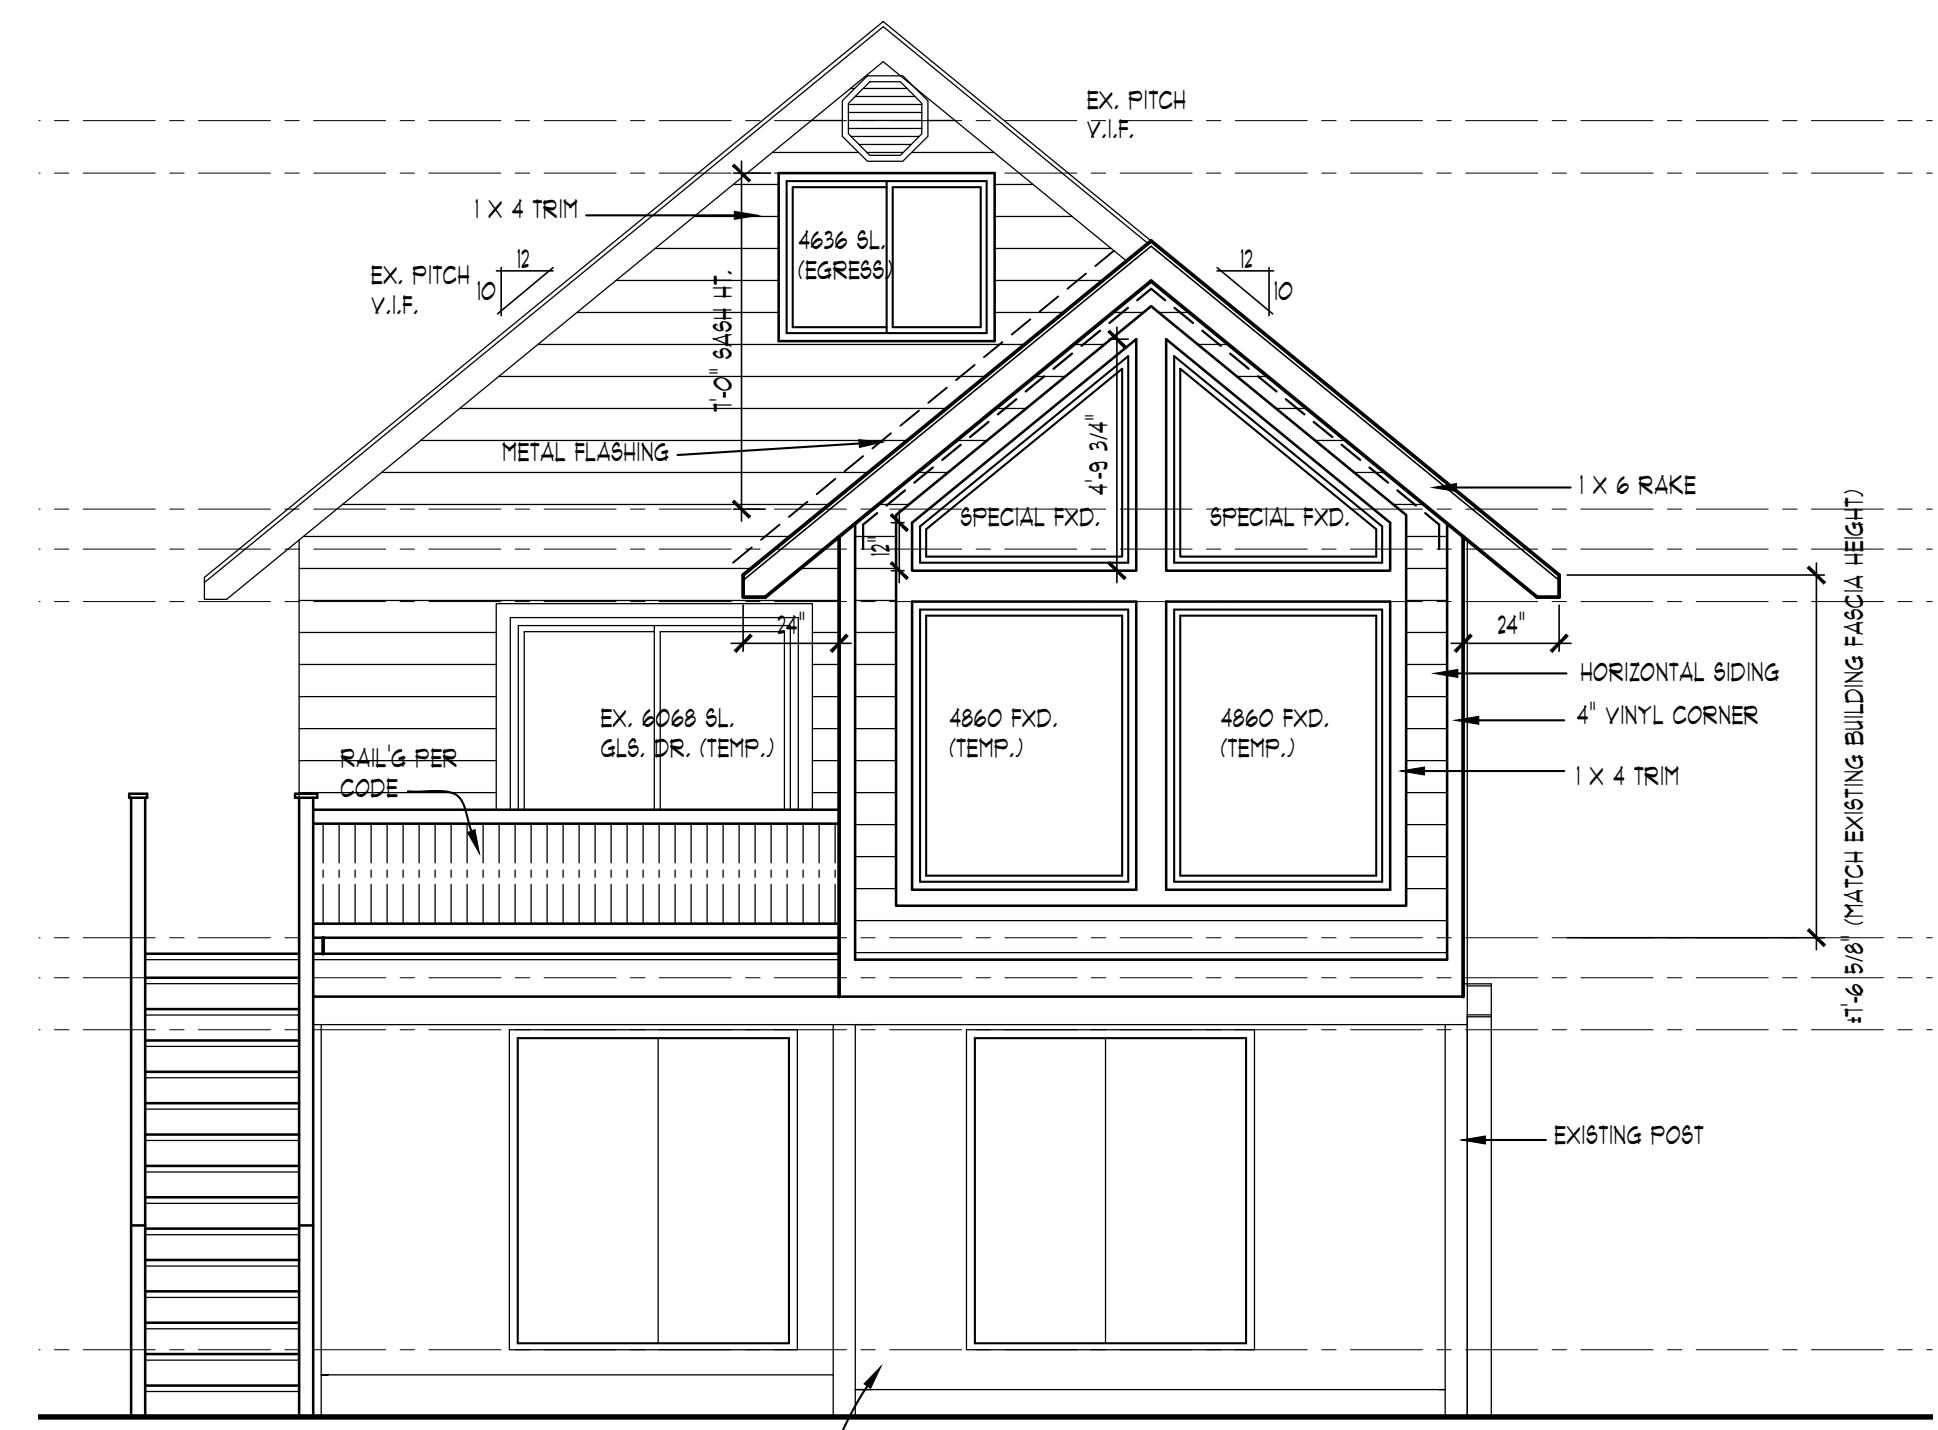 EX. PITCH
V.I.F.
1 X 4 TRIM
4636 SL.
(EGRESS)
12
10
EX. PITCH
V.I.F.
12
10
7'-0" SASH HT.
METAL FLASHING
4'-9 3/4"
1 X 6 RAKE
SPECIAL FXD.
SPECIAL FXD.
12"
24"
24"
HORIZONTAL SIDING
4" VINYL CORNER
EX. 6068 SL.
GLS. DR. (TEMP.)
4860 FXD.
(TEMP.)
4860 FXD.
(TEMP.)
RAIL'G PER
CODE
1 X 4 TRIM
±7'-6 5/8" (MATCH EXISTING BUILDING FASCIA HEIGHT)
EXISTING POST